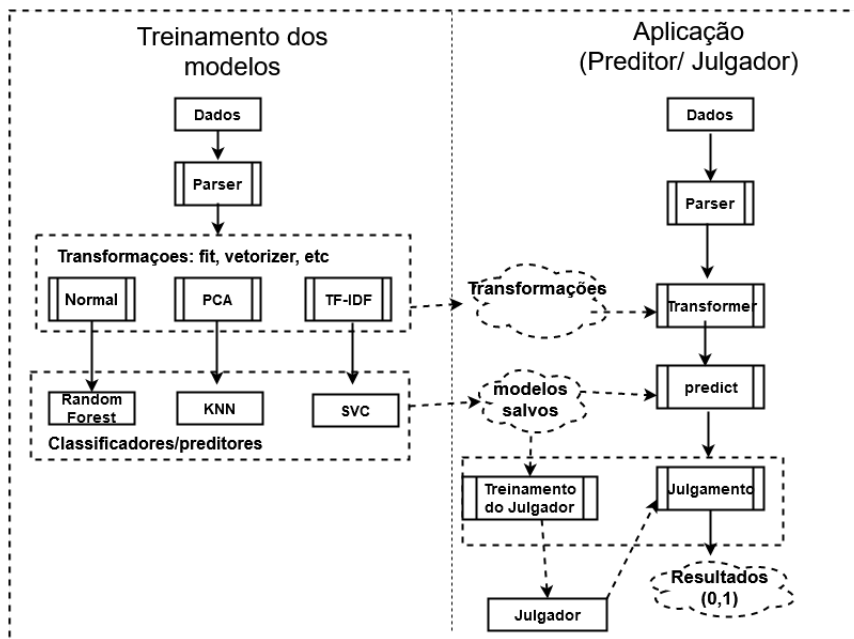 Treinamento dos
modelos
Dados
Parser
Transformaçoes: fit, vetorizer, etc
Normal
PCA
TF-IDF
Random
Forest
KNN
SVC
Classificadores/preditores
Aplicação
(Preditor/ Julgador)
Dados
Parser
Transformações
Transformer
modelos
salvos
predict
Treinamento
do Julgador
Julgamento
Julgador
Resultados
(0,1)